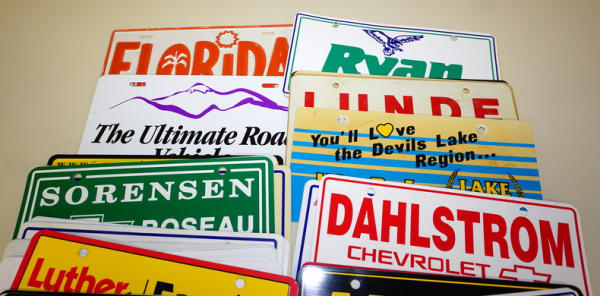 FLORIDA
Ryan
LUNDE
The Ultimate Road
Vehicle
You'll Love
the Devils Lake
Region...
LAKE
SORENSEN
ROSEAU
DAHLSTROM
CHEVROLET
Luther